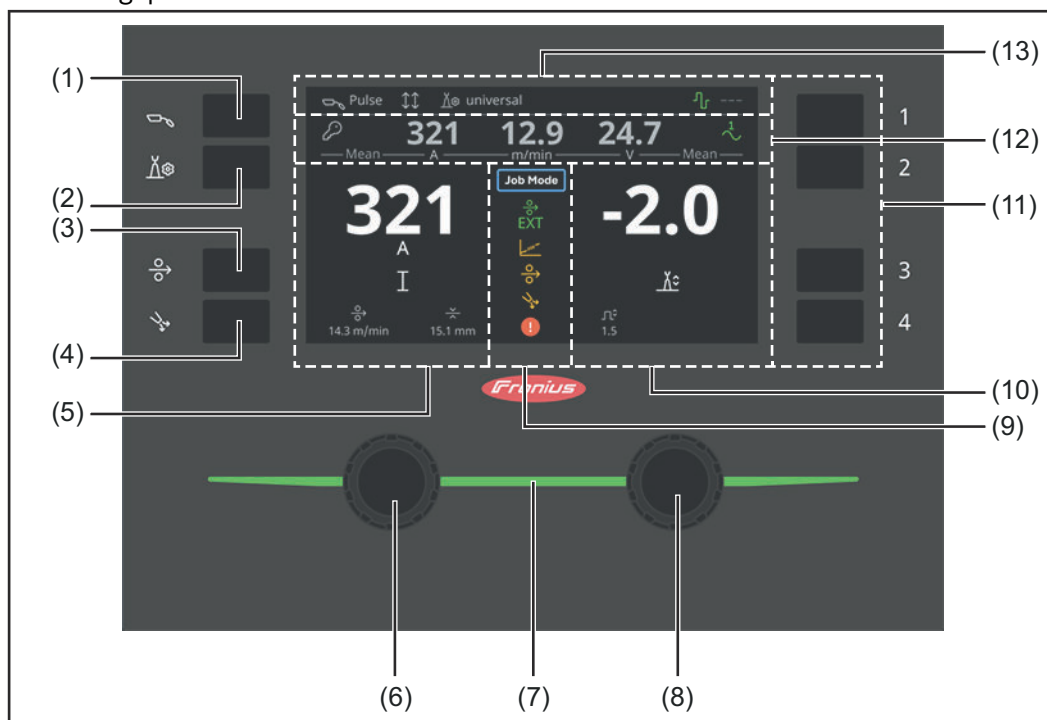 (13)
(1)
Pulse universal ---
1
(12)
321 12.9 24.7 1
Mean A m/min V Mean
2
(2)
Job Mode
(11)
(3)
321 -2.0
EXT
A
3
14.3 m/min 15.1 mm ! 1.5
4
(4)
(5)
Fronius
(10)
(9)
(6) (7) (8)